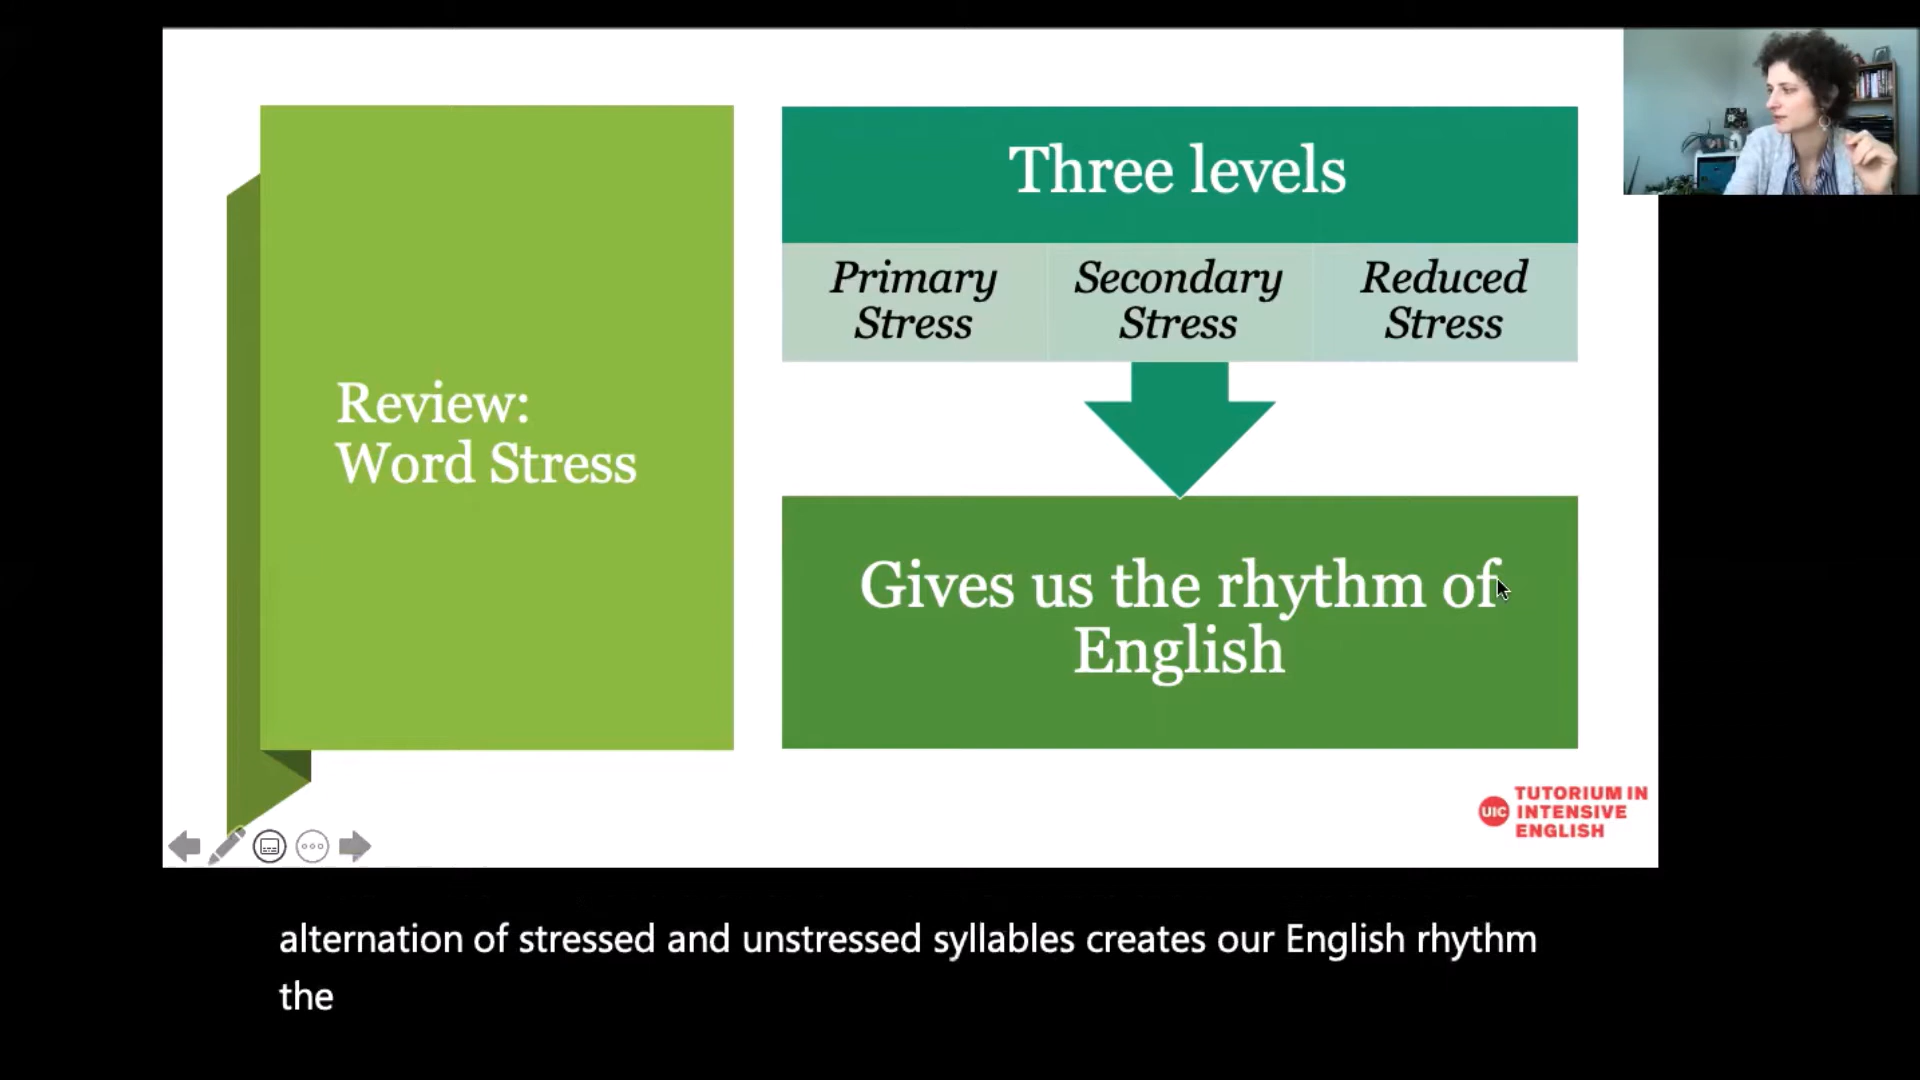 Review:
Word Stress
Three levels
Primary
Stress
Secondary
Stress
Reduced
Stress
Gives us the rhythm of
English
UIC
TUTORIUM IN
INTENSIVE
ENGLISH
alternation of stressed and unstressed syllables creates our English rhythm
the